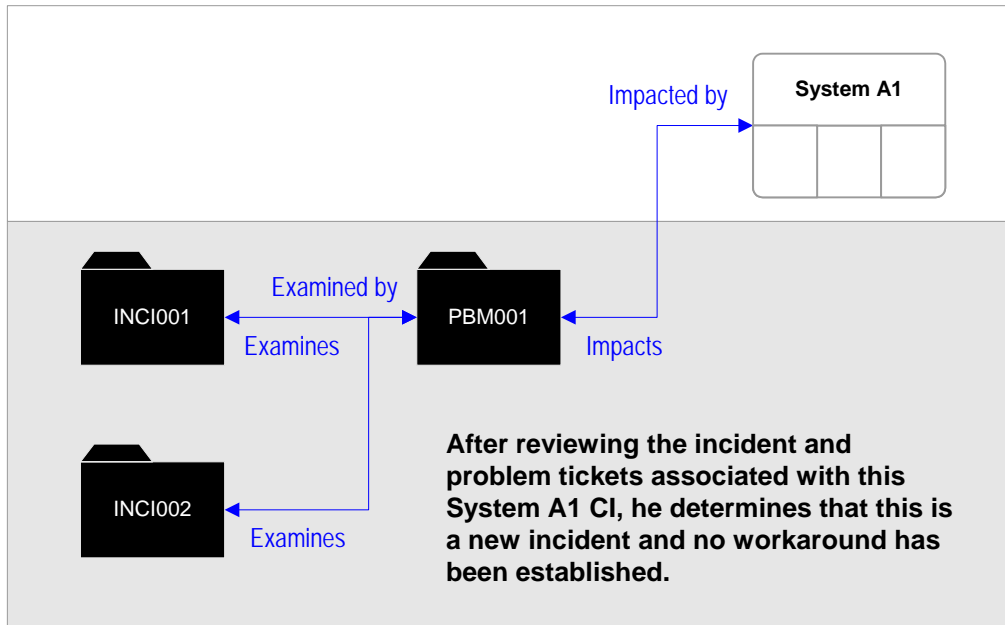 Impacted by
System A1
Examined by
INCI001
PBM001
Examines
Impacts
After reviewing the incident and
problem tickets associated with this
System A1 CI, he determines that this is
a new incident and no workaround has
been established.
INCI002
Examines